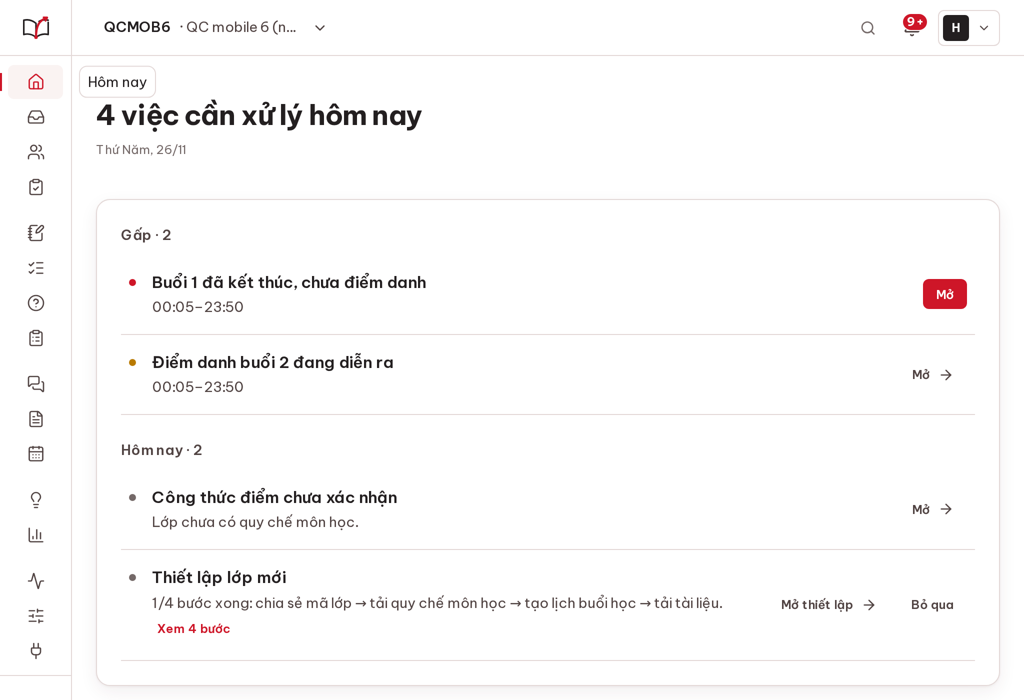 QCMOB6 · QC mobile 6 (n...
9+
H
Hôm nay
4 việc cần xử lý hôm nay
Thứ Năm, 26/11
Gấp · 2
Buổi 1 đã kết thúc, chưa điểm danh
00:05–23:50
Mở
Điểm danh buổi 2 đang diễn ra
00:05–23:50
Mở →
Hôm nay · 2
Công thức điểm chưa xác nhận
Lớp chưa có quy chế môn học.
Mở →
Thiết lập lớp mới
1/4 bước xong: chia sẻ mã lớp → tải quy chế môn học → tạo lịch buổi học → tải tài liệu.
Xem 4 bước
Mở thiết lập →
Bỏ qua